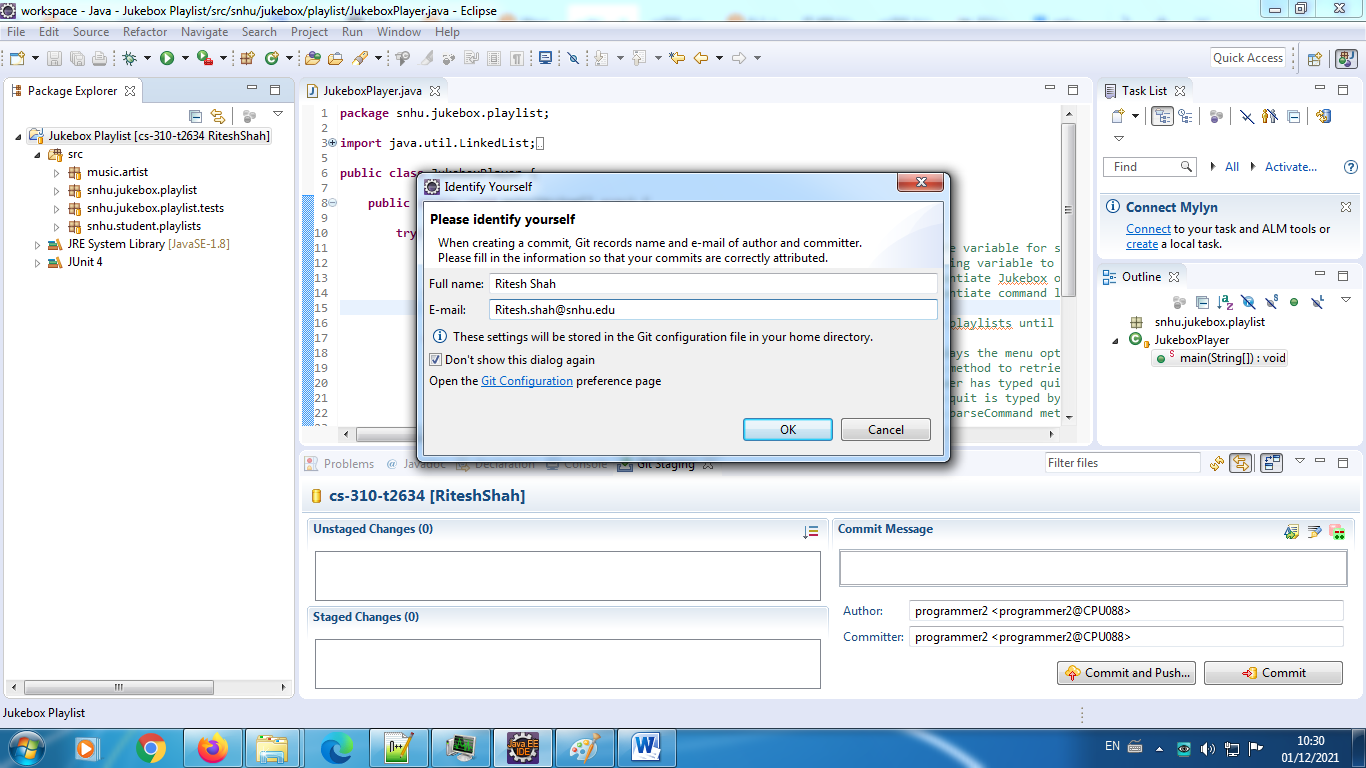 workspace - Java - Jukebox Playlist/src/snhu/jukebox/playlist/JukeboxPlayer.java - Eclipse
File Edit Source Refactor Navigate Search Project Run Window Help
Quick Access
Package Explorer
Jukebox Playlist [cs-310-t2634 RiteshShah]
src
music.artist
snhu.jukebox.playlist
snhu.jukebox.playlist.tests
snhu.student.playlists
JRE System Library [JavaSE-1.8]
JUnit 4
JukeboxPlayer.java
1 package snhu.jukebox.playlist;
2
3 import java.util.LinkedList;
6 public class JukeboxPlayer {
7
8 public
9
10 try
11 e variable for s
12 ing variable to
13 ntiate Jukebox o
14 ntiate command l
15
16 playlists until
17
18 ays the menu opt
19 method to retrie
20 er has typed qui
21 quit is typed by
22 parseCommand met
Identify Yourself
Please identify yourself
When creating a commit, Git records name and e-mail of author and committer.
Please fill in the information so that your commits are correctly attributed.
Full name: Ritesh Shah
E-mail: Ritesh.shah@snhu.edu
These settings will be stored in the Git configuration file in your home directory.
Don't show this dialog again
Open the Git Configuration preference page
OK Cancel
Task List
Find All Activate...
Connect Mylyn
Connect to your task and ALM tools or
create a local task.
Outline
snhu.jukebox.playlist
JukeboxPlayer
main(String[]) : void
Problems @ Javadoc Declaration Console Git Staging
Filter files
cs-310-t2634 [RiteshShah]
Unstaged Changes (0)
Staged Changes (0)
Commit Message
Author: programmer2 <programmer2@CPU088>
Committer: programmer2 <programmer2@CPU088>
Commit and Push... Commit
Jukebox Playlist
Java EE
IDE
EN
10:30
01/12/2021